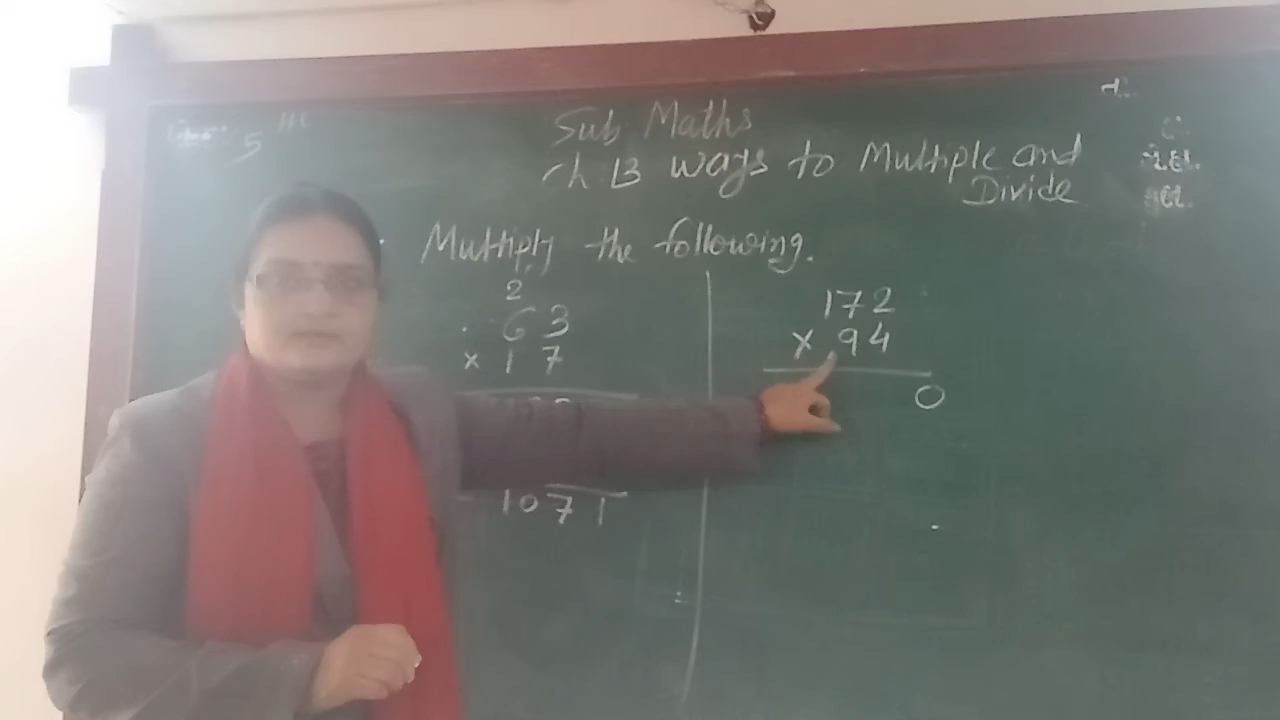 5
Sub Maths
Ch. 13 Ways to Multiple and
Divide
Multiply the following.
2
63
x 17
1071
172
x 94
0